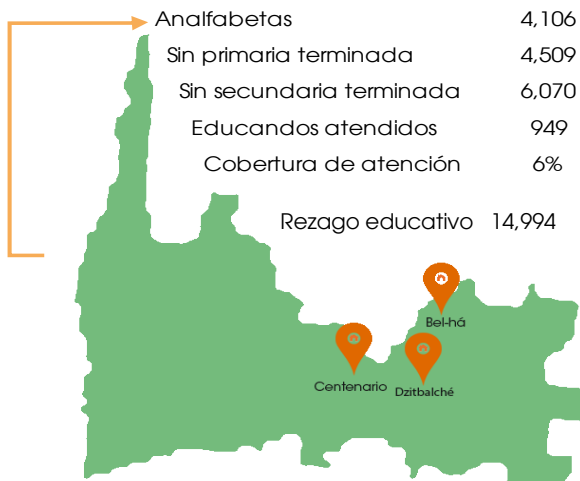 Analfabetas 4,106
Sin primaria terminada 4,509
Sin secundaria terminada 6,070
Educandos atendidos 949
Cobertura de atención 6%
Rezago educativo 14,994
Bel-há
Centenario
Dzitbalché